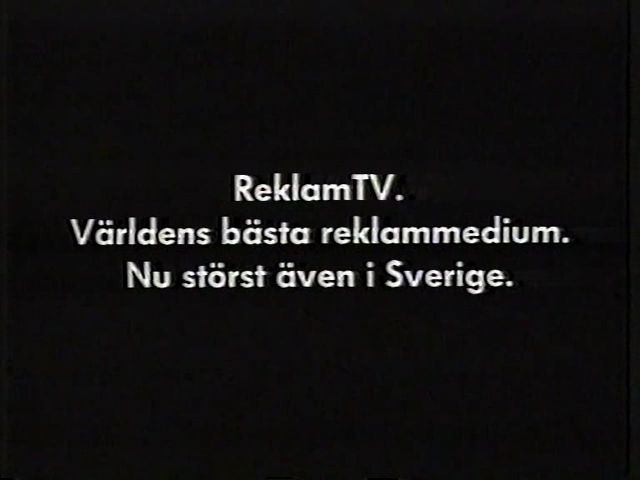 ReklamTV.
Världens bästa reklammedium.
Nu störst även i Sverige.